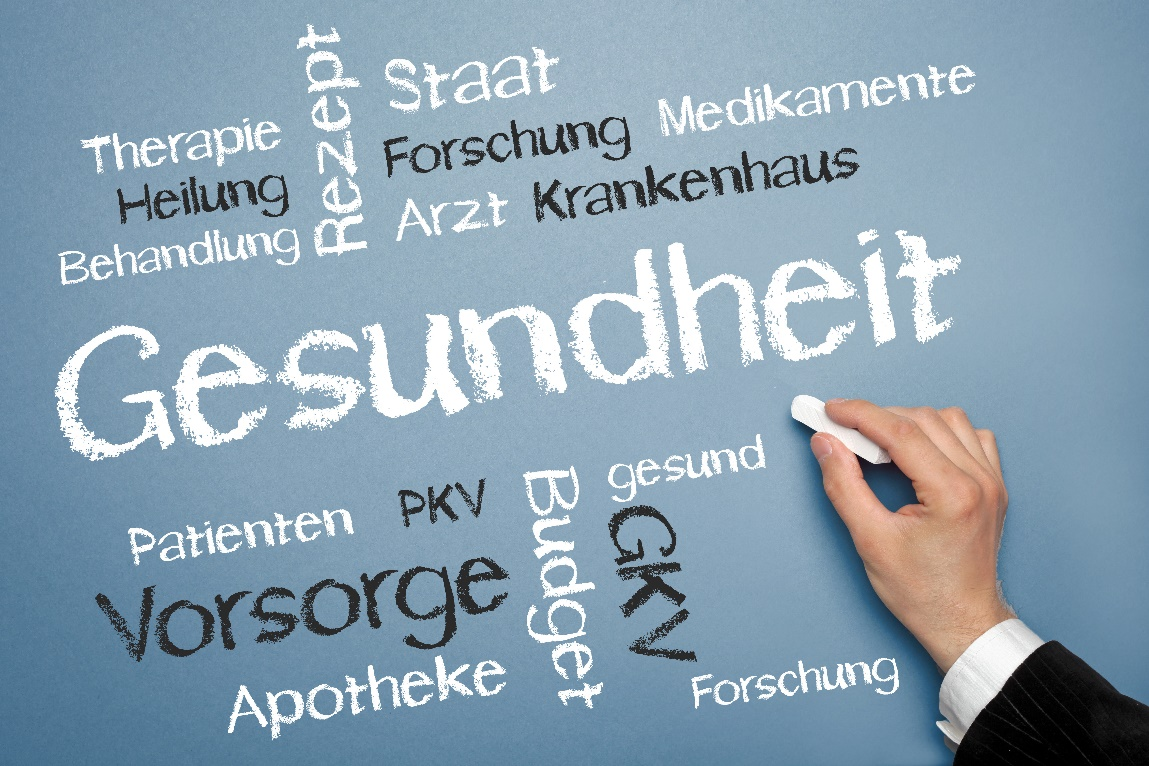 Rezept
Staat
Medikamente
Therapie
Forschung
Heilung
Krankenhaus
Arzt
Behandlung
Gesundheit
gesund
PKV
Patienten
Budget
GKV
Vorsorge
Apotheke
Forschung